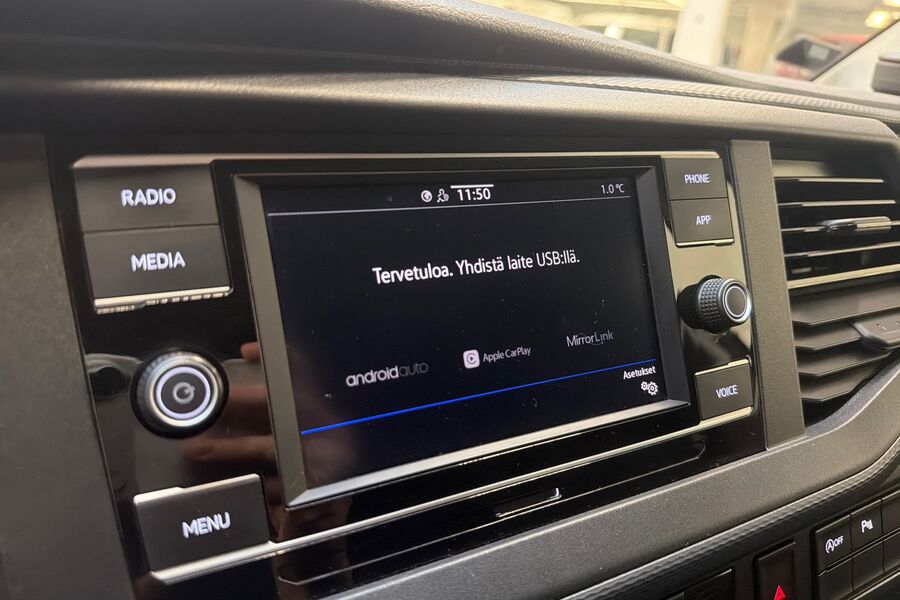 RADIO
MEDIA
MENU
11:50
1.0 °C
Tervetuloa. Yhdistä laite USB:llä.
androidauto
Apple CarPlay
MirrorLink
Asetukset
PHONE
APP
VOICE
OFF